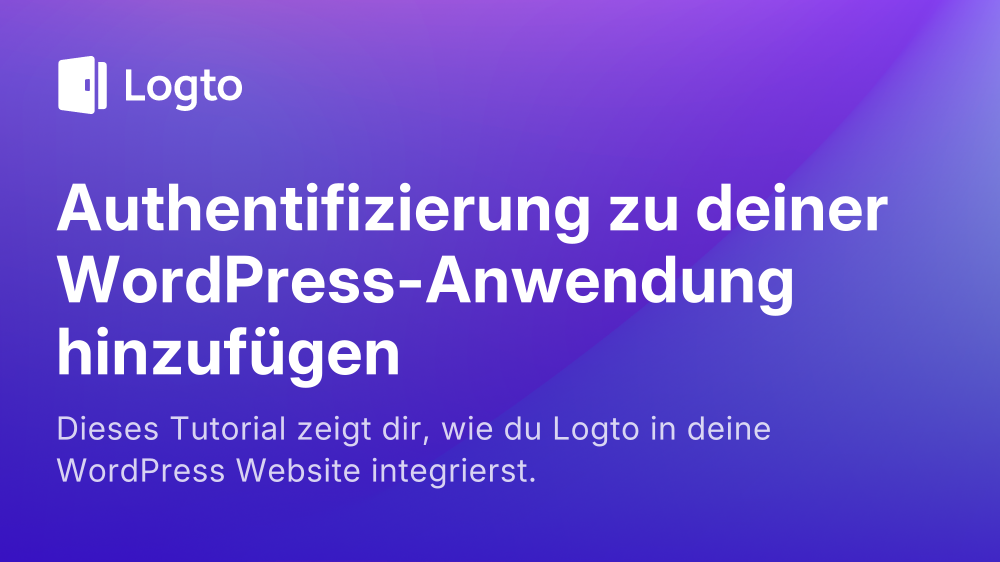 Logto
Authentifizierung zu deiner
WordPress-Anwendung
hinzufügen
Dieses Tutorial zeigt dir, wie du Logto in deine
WordPress Website integrierst.